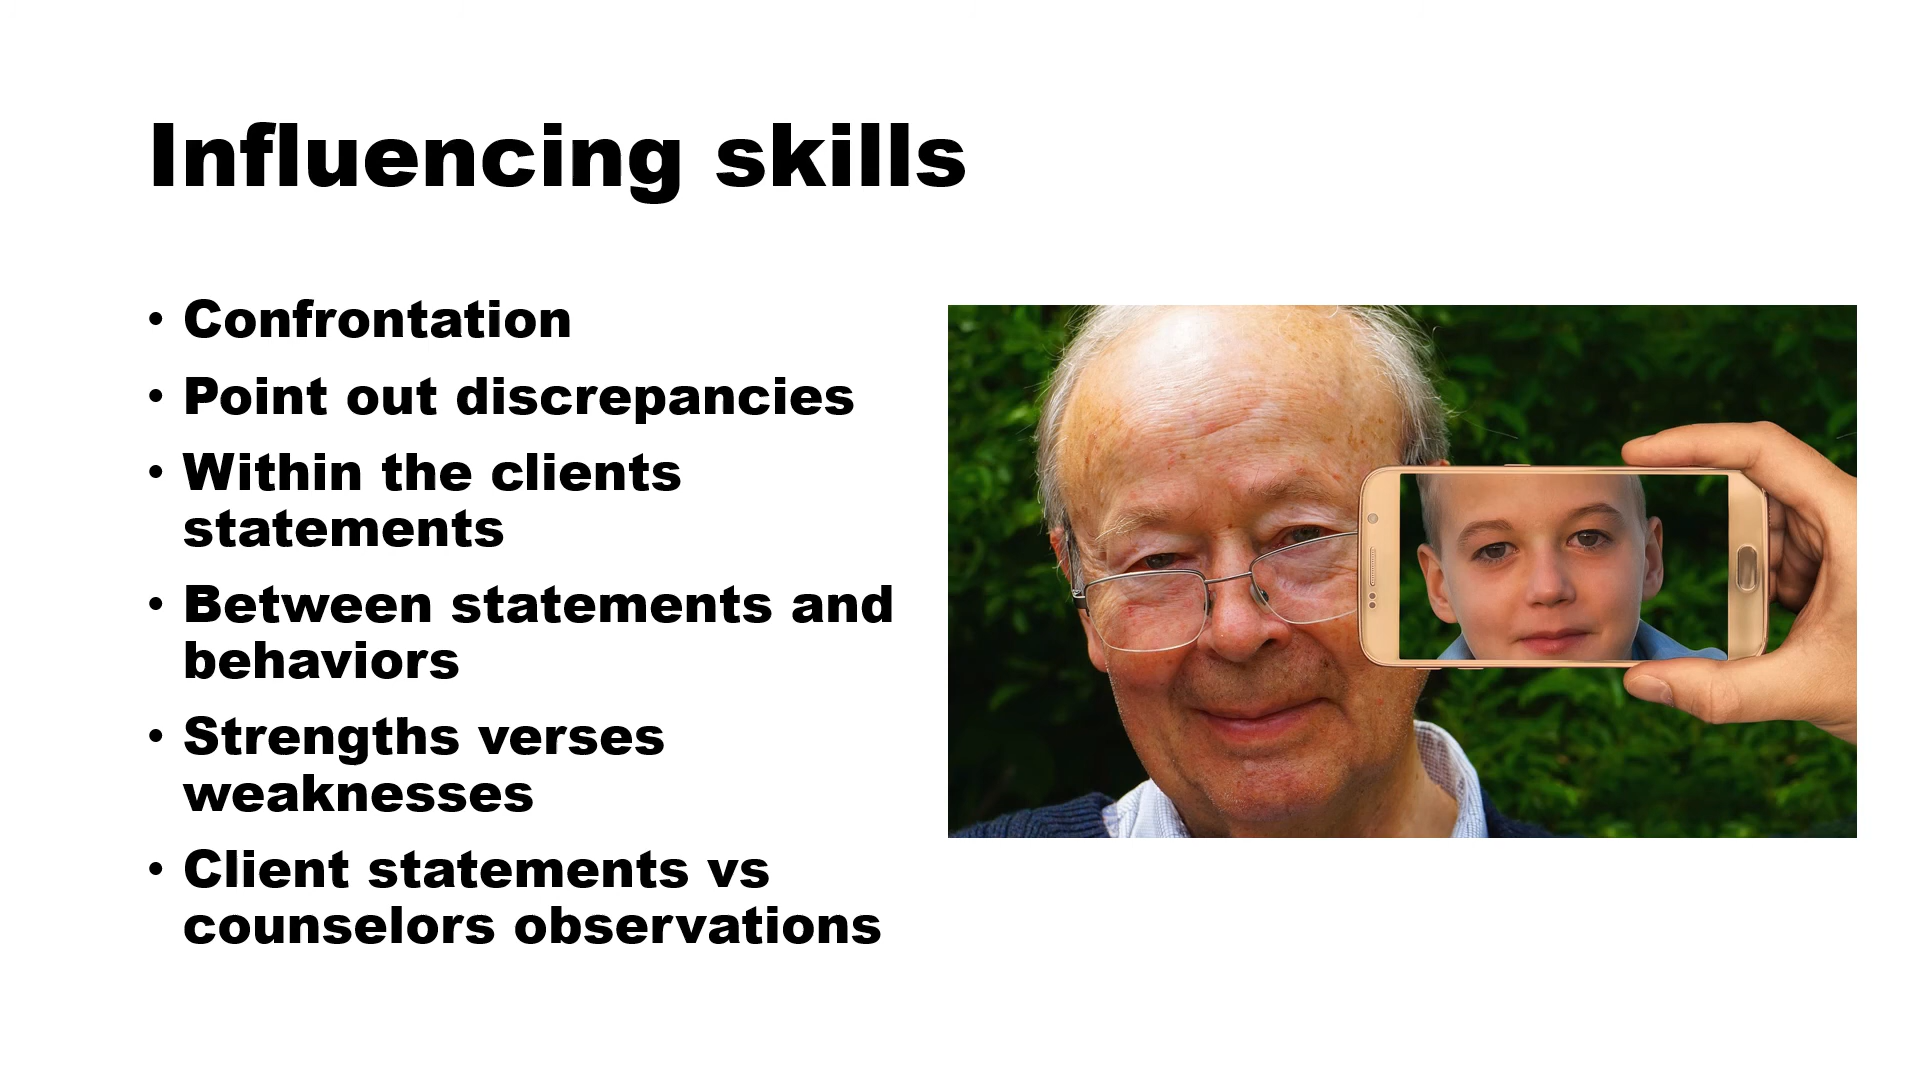 Influencing skills
• Confrontation
• Point out discrepancies
• Within the clients
statements
• Between statements and
behaviors
• Strengths verses
weaknesses
• Client statements vs
counselors observations